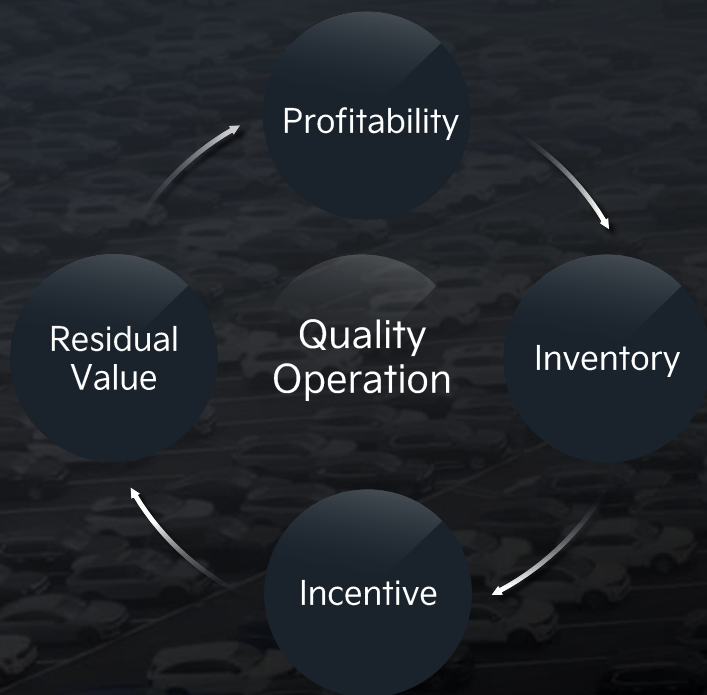 Profitability
Residual
Value
Quality
Operation
Inventory
Incentive